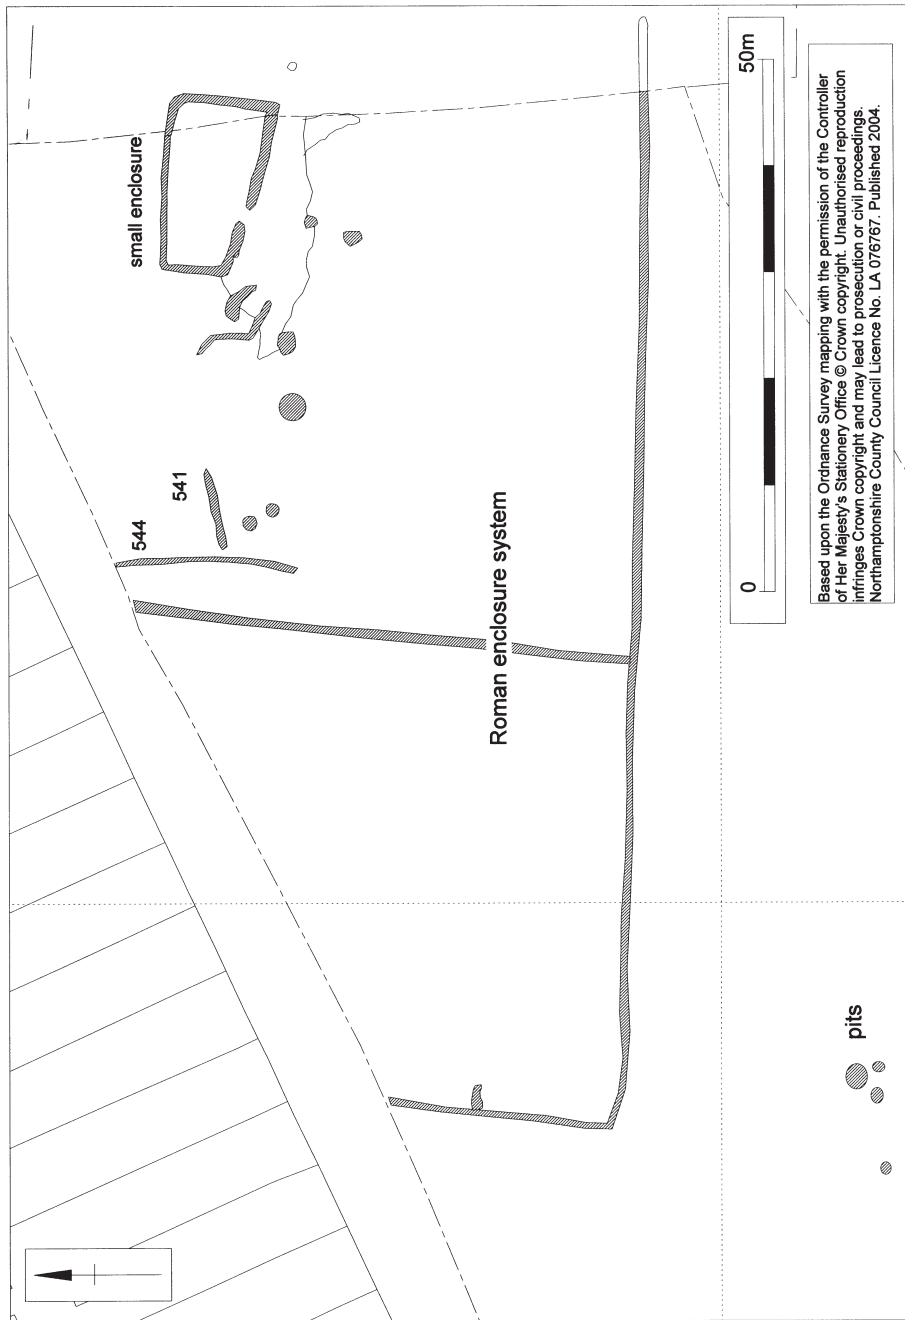 small enclosure
541
544
Roman enclosure system
pits
0
50m
Based upon the Ordnance Survey mapping with the permission of the Controller
of Her Majesty's Stationery Office © Crown copyright. Unauthorised reproduction
infringes Crown copyright and may lead to prosecution or civil proceedings.
Northamptonshire County Council Licence No. LA 076767. Published 2004.